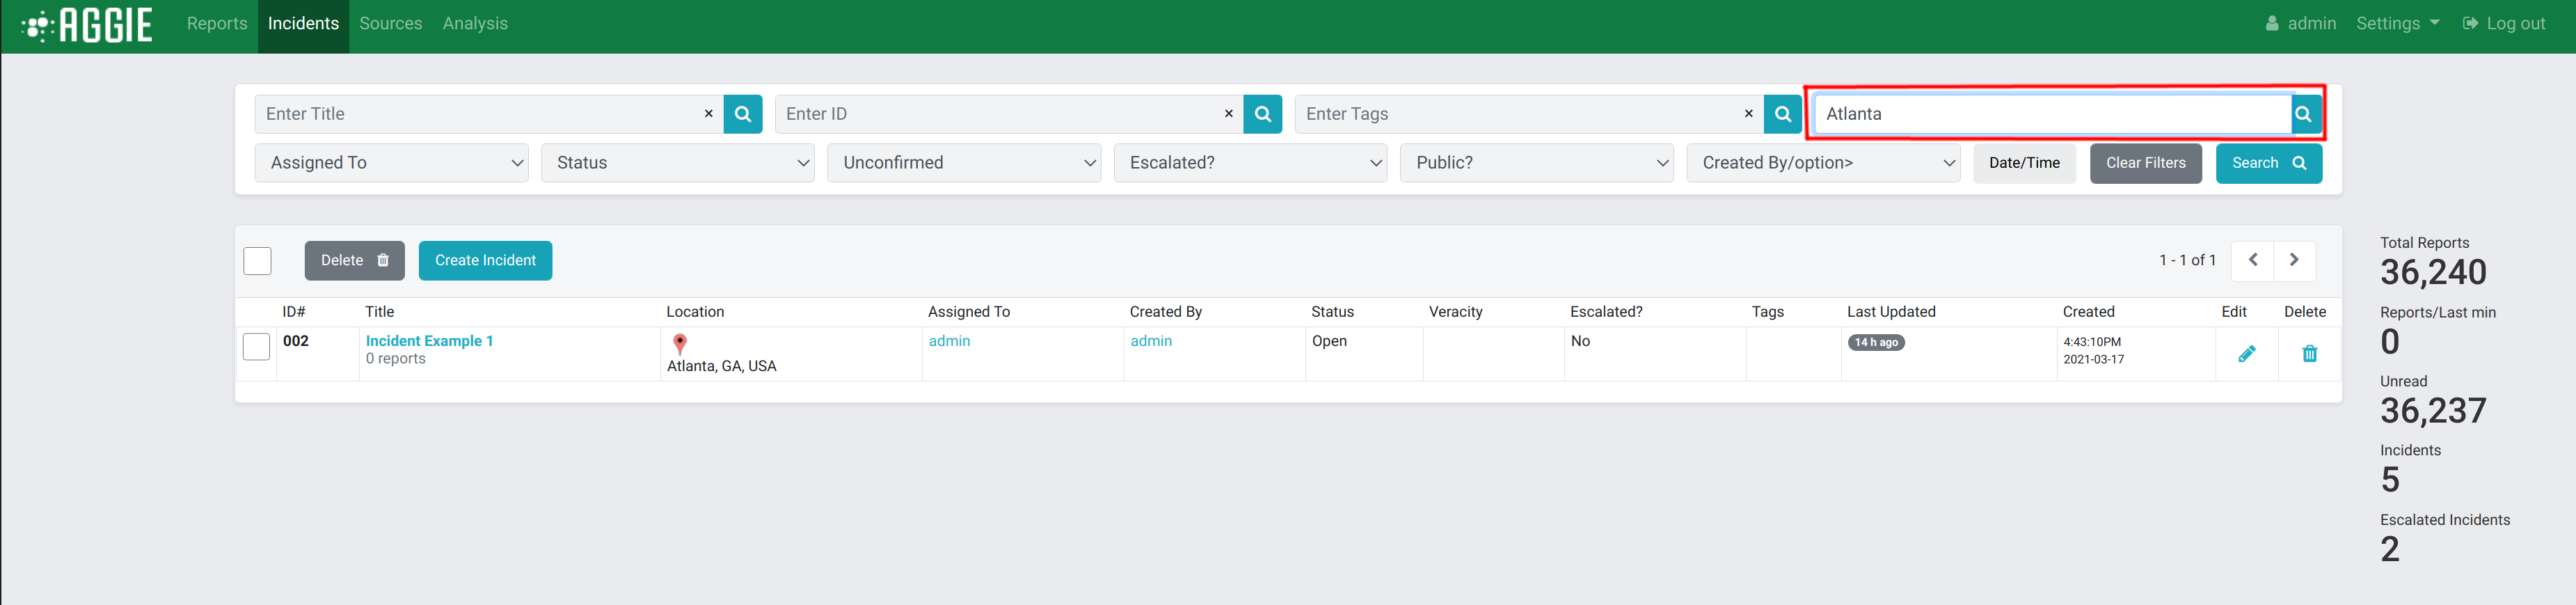 AGGIE Reports Incidents Sources Analysis admin Settings Log out
Enter Title × Enter ID × Enter Tags × Atlanta
Assigned To Status Unconfirmed Escalated? Public? Created By/option> Date/Time Clear Filters Search
Delete Create Incident 1 - 1 of 1
ID# Title Location Assigned To Created By Status Veracity Escalated? Tags Last Updated Created Edit Delete
002 Incident Example 1 admin admin Open No 14 h ago 4:43:10PM
0 reports Atlanta, GA, USA 2021-03-17
Total Reports
36,240
Reports/Last min
0
Unread
36,237
Incidents
5
Escalated Incidents
2